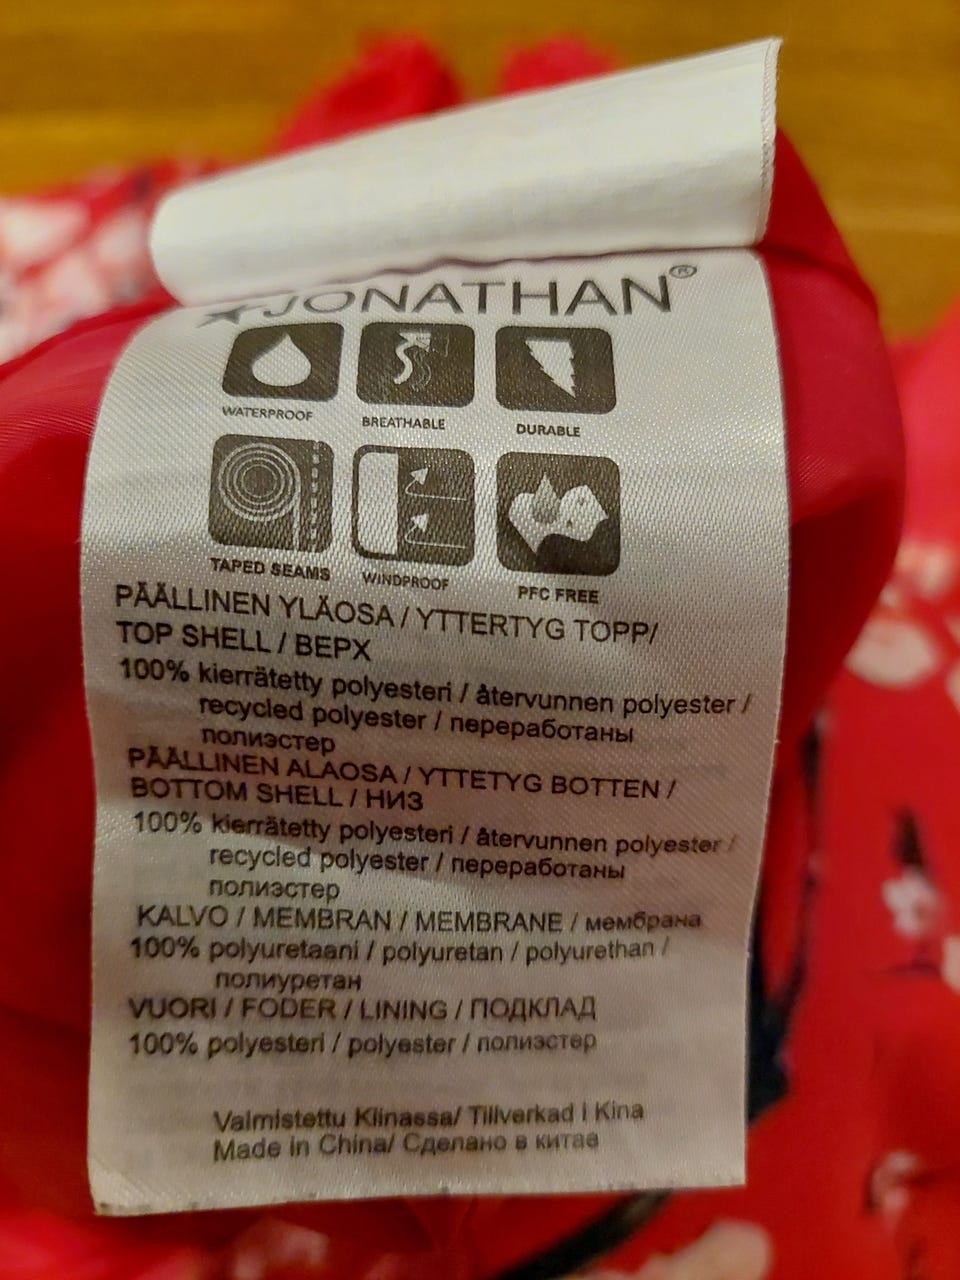 JONATHAN®
WATERPROOF
BREATHABLE
DURABLE
TAPED SEAMS
WINDPROOF
PFC FREE
PÄÄLLINEN YLÄOSA / YTTERTYG TOPP/
TOP SHELL / ВЕРХ
100% kierrätetty polyesteri / återvunnen polyester /
recycled polyester / переработаны
полиэстер
PÄÄLLINEN ALAOSA / YTTETYG BOTTEN /
BOTTOM SHELL / НИЗ
100% kierrätetty polyesteri / återvunnen polyester /
recycled polyester / переработаны
полиэстер
KALVO / MEMBRAN / MEMBRANE / мембрана
100% polyuretaani / polyuretan / polyurethan /
полиуретан
VUORI / FODER / LINING / ПОДКЛАД
100% polyesteri / polyester / полиэстер
Valmistettu Kiinassa/ Tillverkad i Kina
Made in China/ Сделано в китае